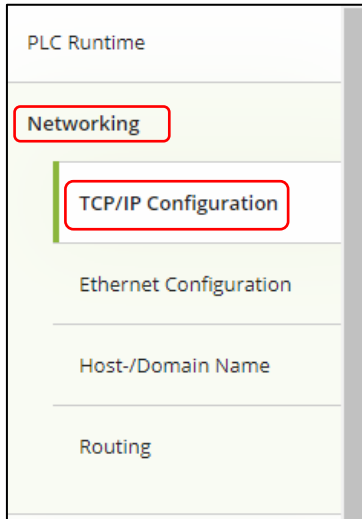 PLC Runtime
Networking
TCP/IP Configuration
Ethernet Configuration
Host-/Domain Name
Routing